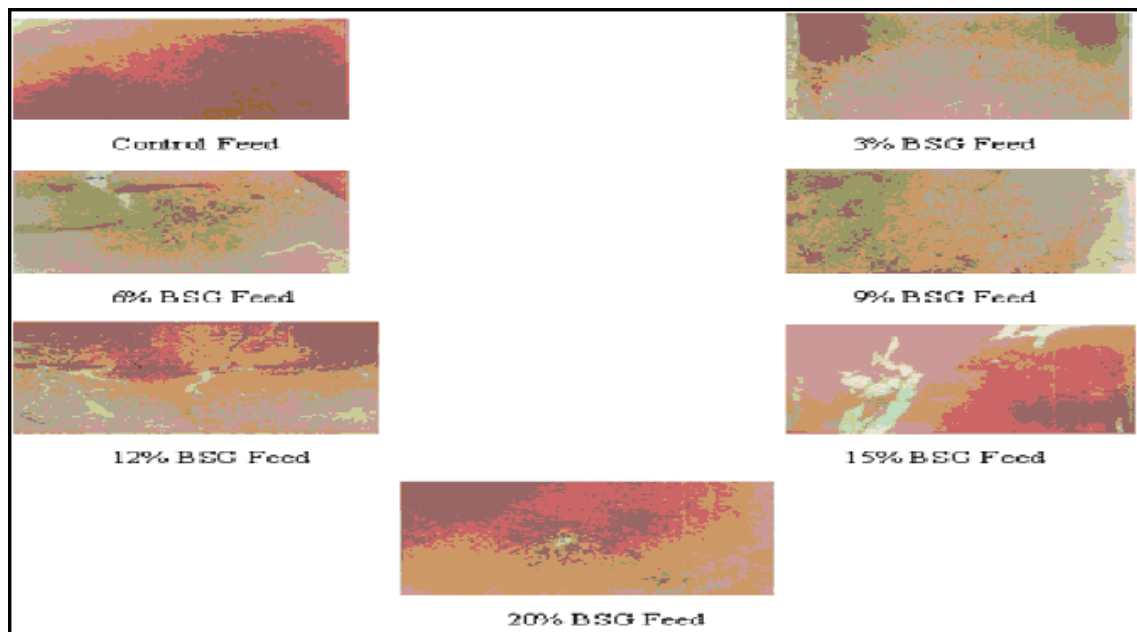 Control Feed
3% BSG Feed
6% BSG Feed
9% BSG Feed
12% BSG Feed
15% BSG Feed
20% BSG Feed